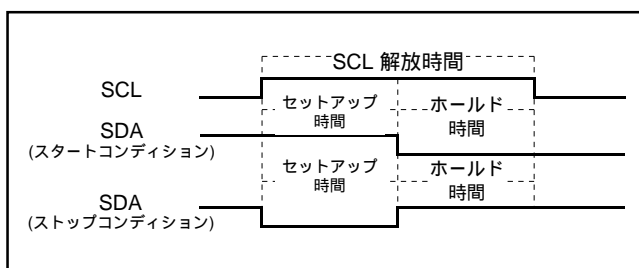 SCL 解放時間
SCL
セットアップ
時間
ホールド
時間
SDA
(スタートコンディション)
セットアップ
時間
ホールド
時間
SDA
(ストップコンディション)